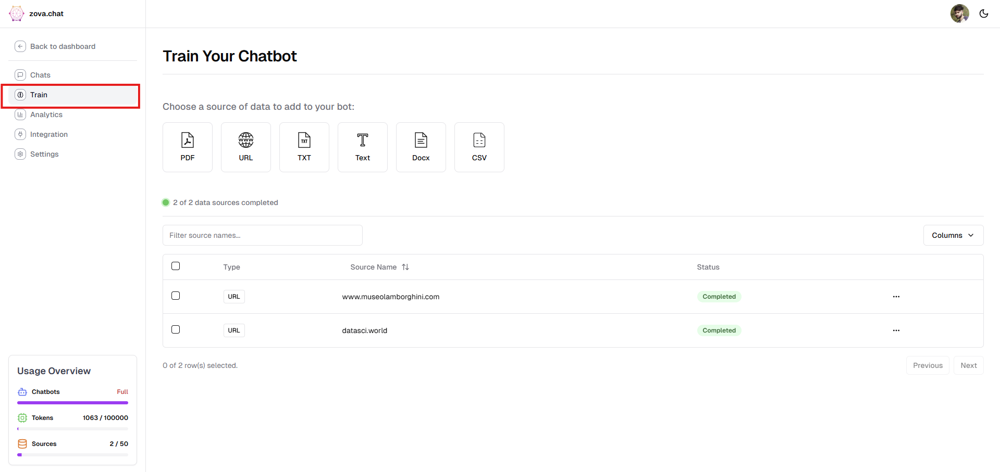 zova.chat
Back to dashboard
Chats
Train
Analytics
Integration
Settings
Train Your Chatbot
Choose a source of data to add to your bot:
PDF
WWW
URL
TXT
TXT
Text
Docx
CSV
2 of 2 data sources completed
Filter source names...
Columns
Type Source Name Status
URL www.museolamborghini.com Completed ...
URL datasci.world Completed ...
0 of 2 row(s) selected.
Previous Next
Usage Overview
Chatbots Full
Tokens 1063 / 100000
Sources 2 / 50